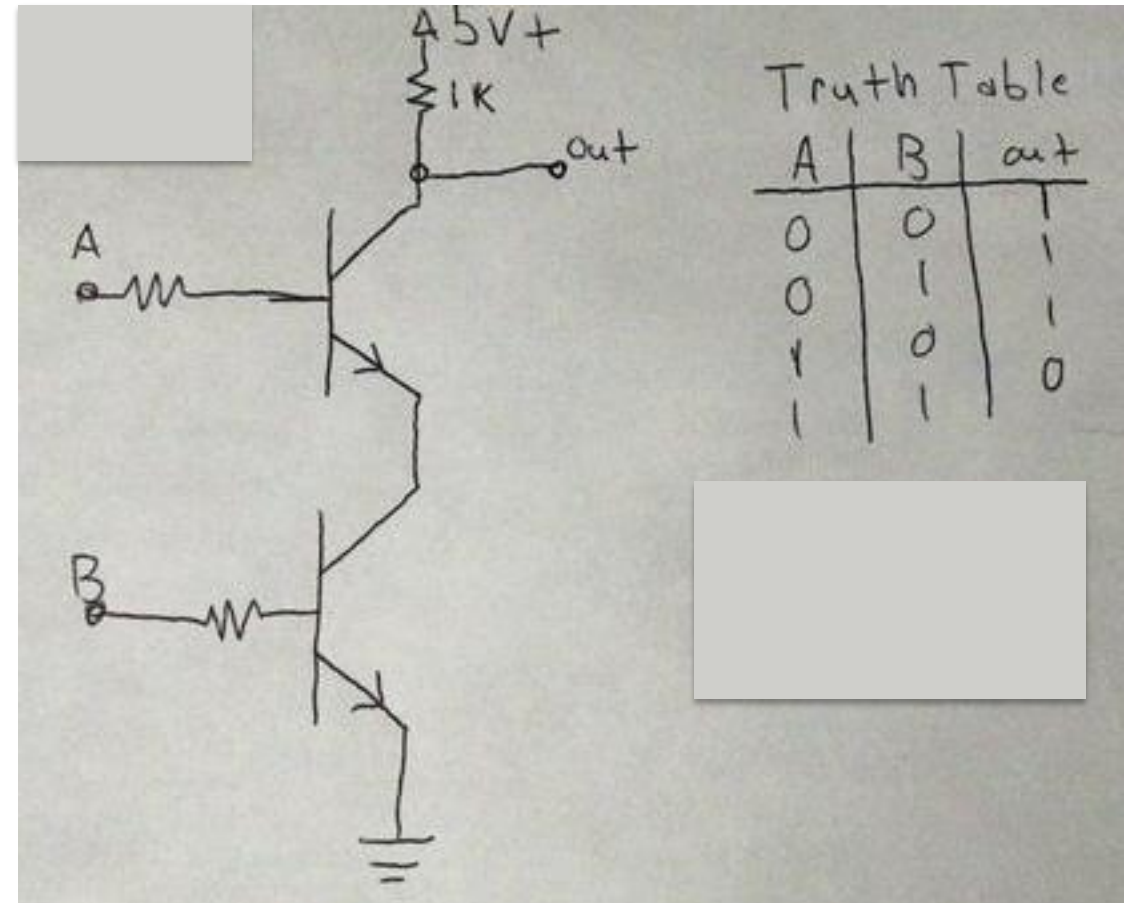 5V+
1K
out
A
B
Truth Table
A B out
0 0 1
0 1 1
1 0 1
1 1 0